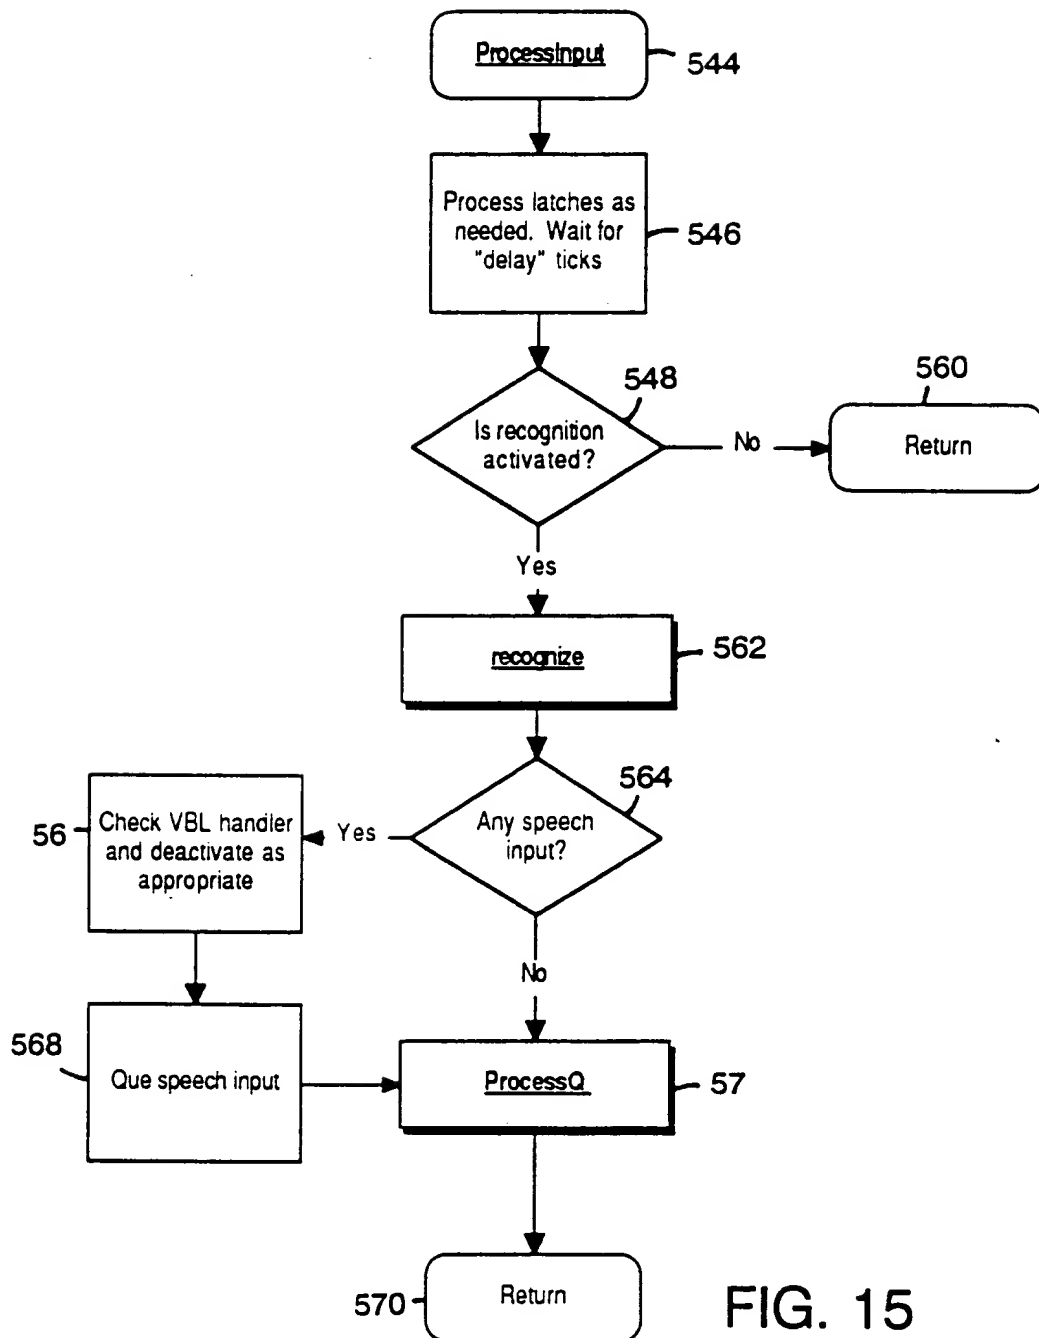 ProcessInput
544
Process latches as
needed. Wait for
"delay" ticks
546
548
Is recognition
activated?
No
560
Return
Yes
recognize
562
564
Any speech
input?
Yes
56
Check VBL handler
and deactivate as
appropriate
No
568
Que speech input
ProcessQ
57
570
Return
FIG. 15